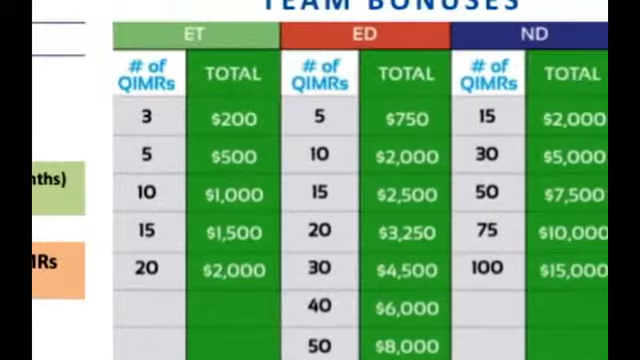 TEAM BONUSES
ET ED ND
# of QIMRs TOTAL # of QIMRs TOTAL # of QIMRs TOTAL
3 $200 5 $750 15 $2,000
5 $500 10 $2,000 30 $5,000
10 $1,000 15 $2,500 50 $7,500
15 $1,500 20 $3,250 75 $10,000
20 $2,000 30 $4,500 100 $15,000
40 $6,000
50 $8,000
nths)
IRs